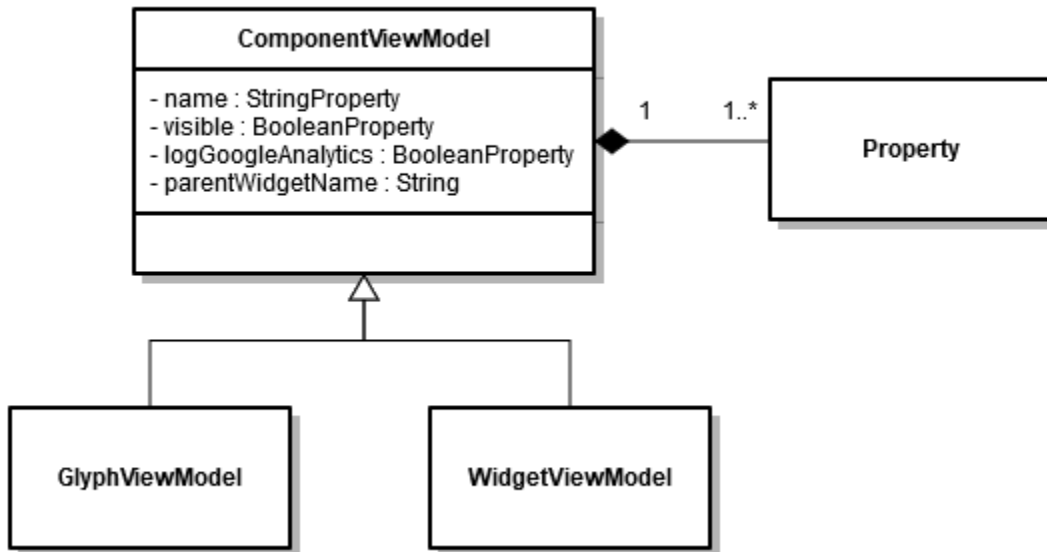 ComponentViewModel
- name : StringProperty
- visible : BooleanProperty
- logGoogleAnalytics : BooleanProperty
- parentWidgetName : String
1
1..*
Property
GlyphViewModel
WidgetViewModel